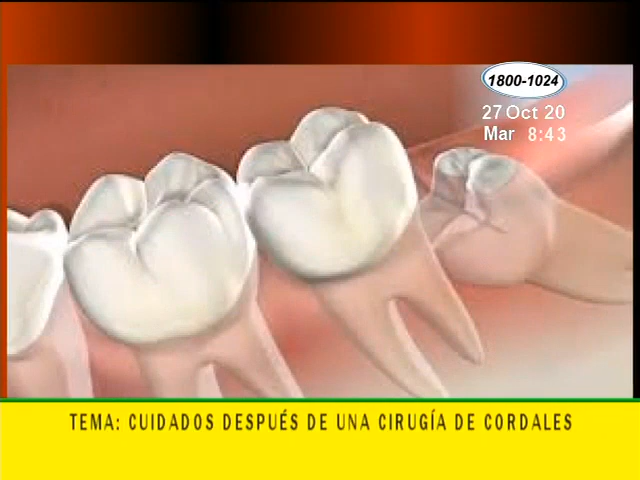 1800-1024
27 Oct 20
Mar 8:43
TEMA: CUIDADOS DESPUÉS DE UNA CIRUGÍA DE CORDALES